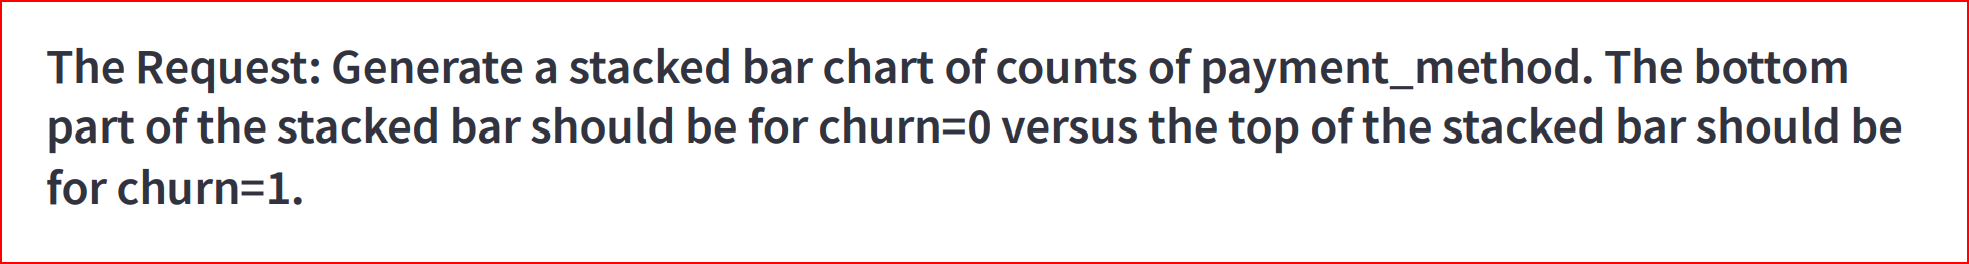 The Request: Generate a stacked bar chart of counts of payment_method. The bottom
part of the stacked bar should be for churn=0 versus the top of the stacked bar should be
for churn=1.